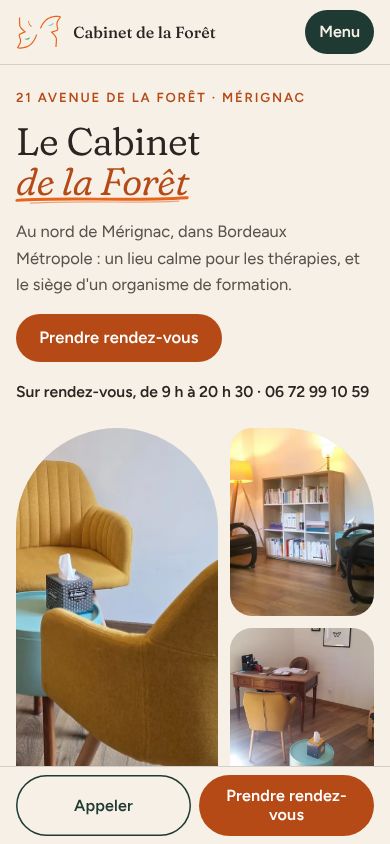 Cabinet de la Forêt
Menu
21 AVENUE DE LA FORÊT · MÉRIGNAC
Le Cabinet
de la Forêt
Au nord de Mérignac, dans Bordeaux
Métropole : un lieu calme pour les thérapies, et
le siège d'un organisme de formation.
Prendre rendez-vous
Sur rendez-vous, de 9 h à 20 h 30 · 06 72 99 10 59
Appeler
Prendre rendez-
vous